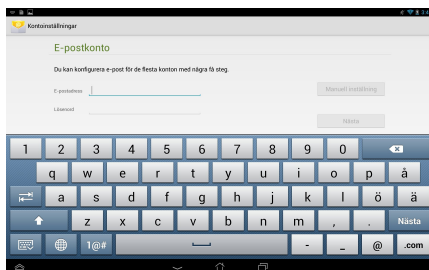 Kontoinställningar
E-postkonto
Du kan konfigurera e-post för de flesta konton med några få steg.
E-postadress
Manuell inställning
Lösenord
Nästa
1 2 3 4 5 6 7 8 9 0
q w e r t y u i o p å
a s d f g h j k l ö ä
z x c v b n m , . Nästa
1@# - _ @ .com